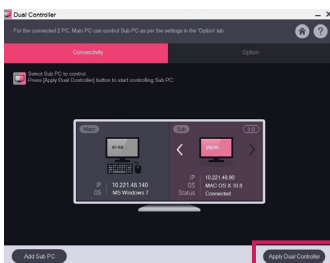 Dual Controller
For the connected 2 PC, Main PC can control Sub PC as per the settings in the 'Option' tab
Connectivity
Option
Select Sub PC to control.
Press [Apply Dual Controller] button to start controlling Sub PC.
Main
Sub
IP 10.221.48.140
OS MS Windows 7
IP 10.221.48.90
OS MAC OS X 10.8
Status Connected
Add Sub PC
Apply Dual Controller